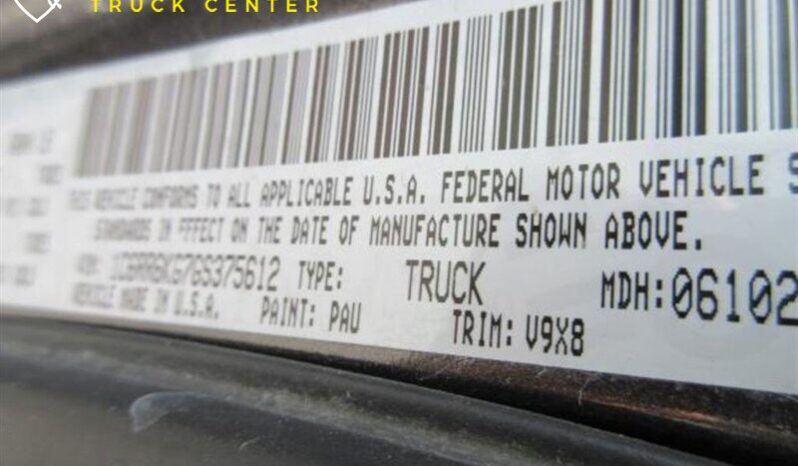 TRUCK CENTER
THIS VEHICLE CONFORMS TO ALL APPLICABLE U.S.A. FEDERAL MOTOR VEHICLE S
STANDARDS IN EFFECT ON THE DATE OF MANUFACTURE SHOWN ABOVE.
VIN: 1C6RR6KG7GS375612 TYPE: TRUCK MDH: 06102
VEHICLE MADE IN U.S.A. PAINT: PAU TRIM: V9X8